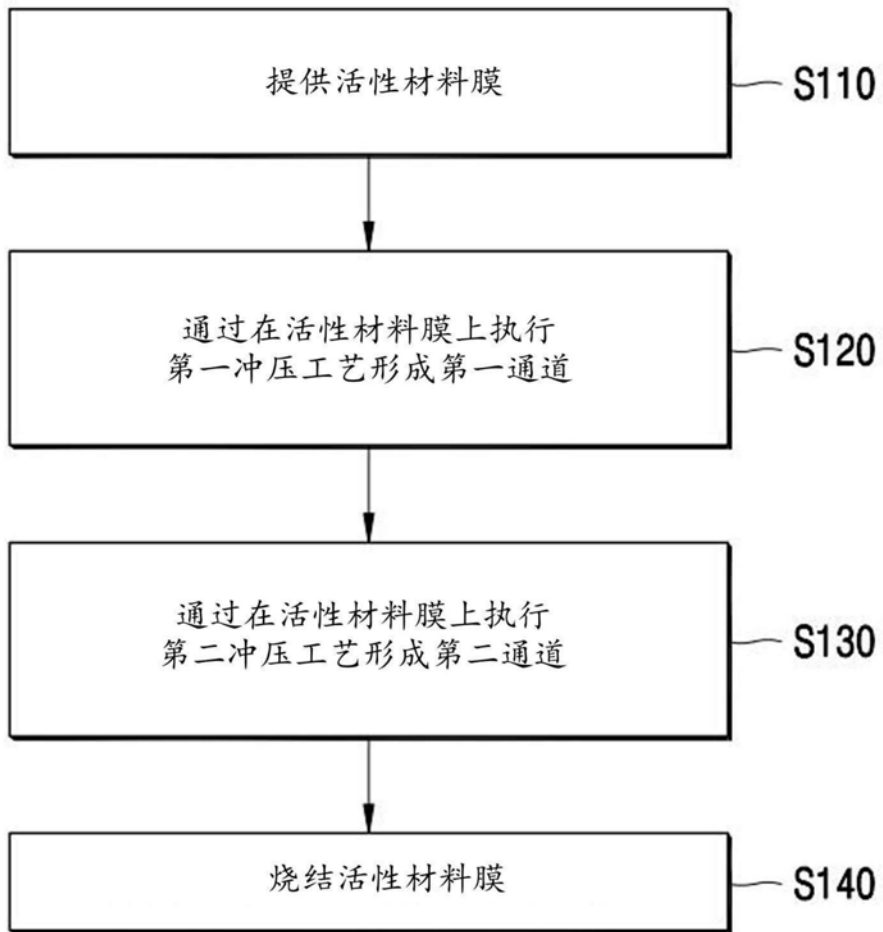 提供活性材料膜
S110
通过在活性材料膜上执行
第一冲压工艺形成第一通道
S120
通过在活性材料膜上执行
第二冲压工艺形成第二通道
S130
烧结活性材料膜
S140